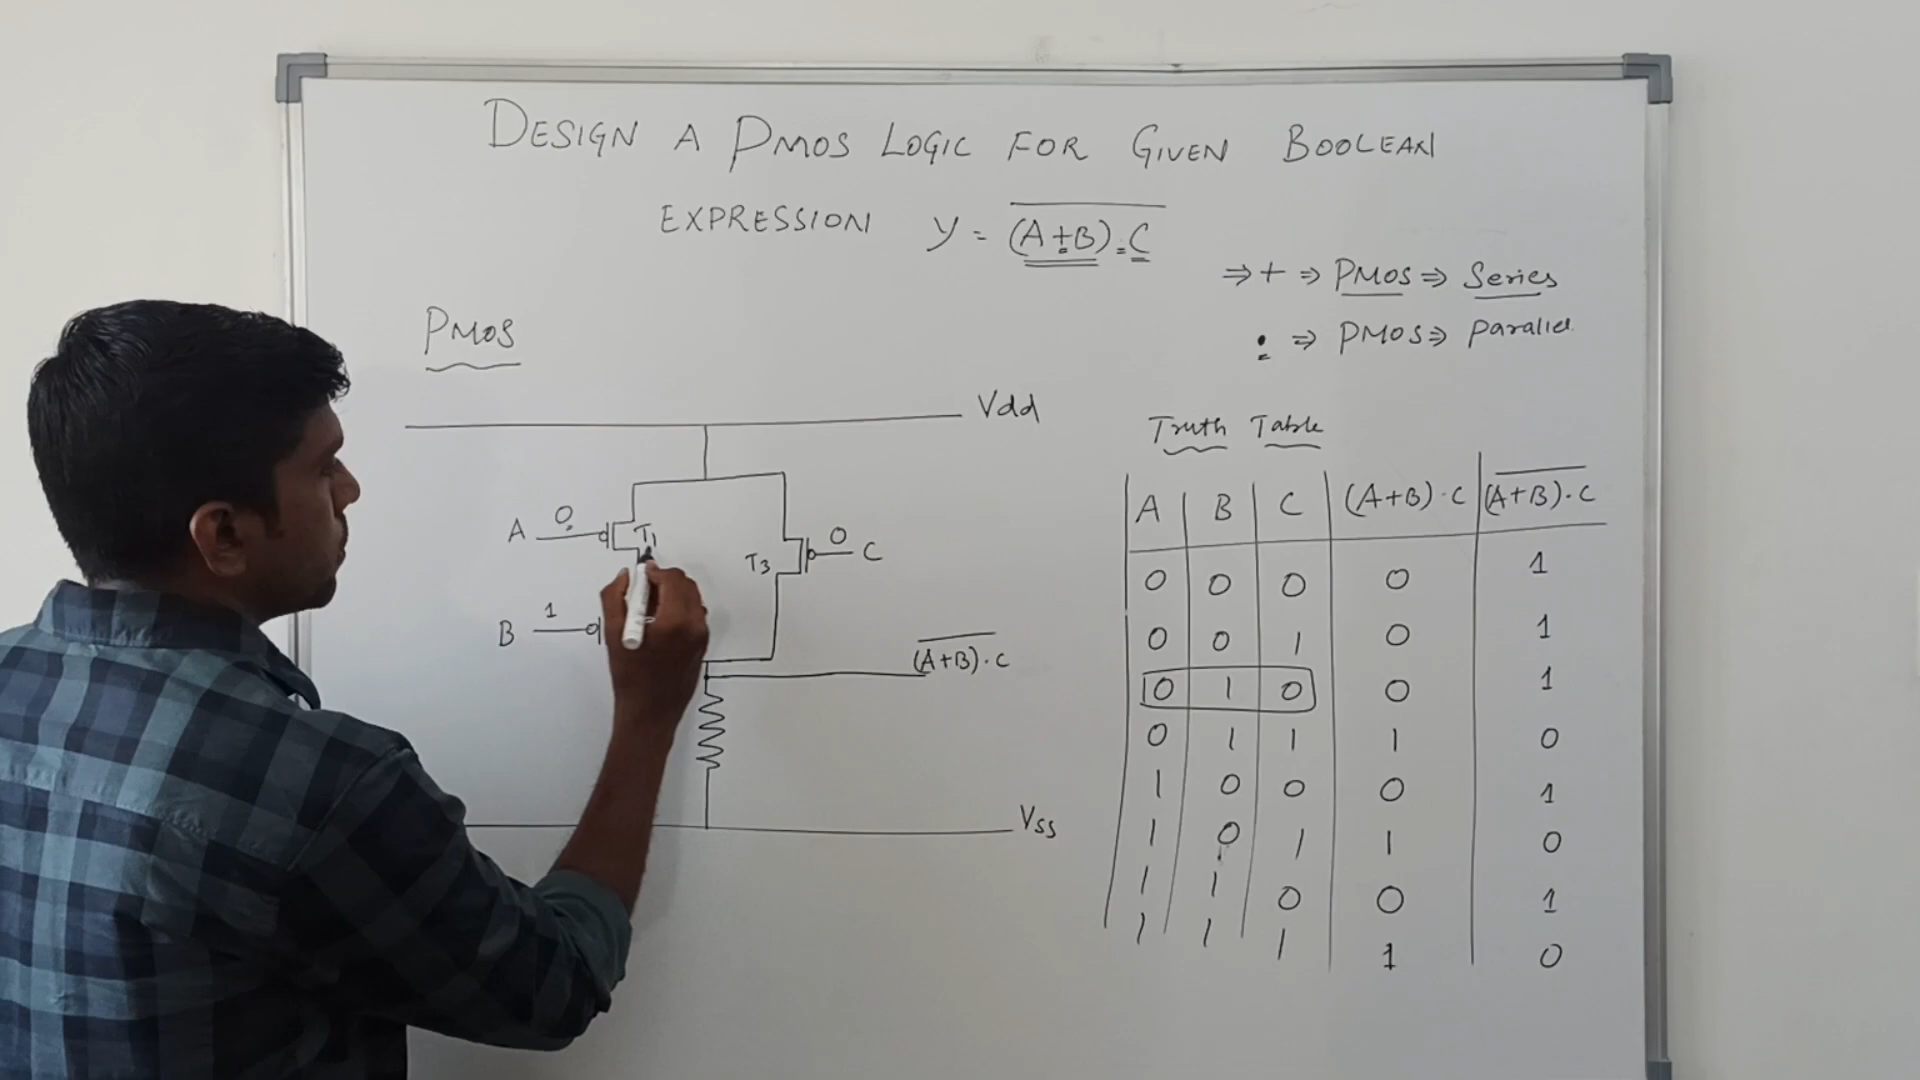 DESIGN A PMOS LOGIC FOR GIVEN BOOLEAN
EXPRESSION Y = \overline{(A+B).C}
⇒ + ⇒ PMOS ⇒ Series
. ⇒ PMOS ⇒ Parallel
PMOS
Vdd
A 0 T1
T3 0 C
B 1
\overline{(A+B).C}
Vss
Truth Table
A B C (A+B).C \overline{(A+B).C}
0 0 0 0 1
0 0 1 0 1
0 1 0 0 1
0 1 1 1 0
1 0 0 0 1
1 0 1 1 0
1 1 0 0 1
1 1 1 1 0